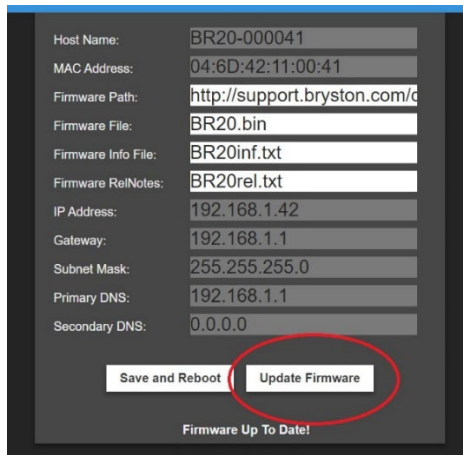 Host Name: BR20-000041
MAC Address: 04:6D:42:11:00:41
Firmware Path: http://support.bryston.com/
Firmware File: BR20.bin
Firmware Info File: BR20inf.txt
Firmware RelNotes: BR20rel.txt
IP Address: 192.168.1.42
Gateway: 192.168.1.1
Subnet Mask: 255.255.255.0
Primary DNS: 192.168.1.1
Secondary DNS: 0.0.0.0
Save and Reboot Update Firmware
Firmware Up To Date!